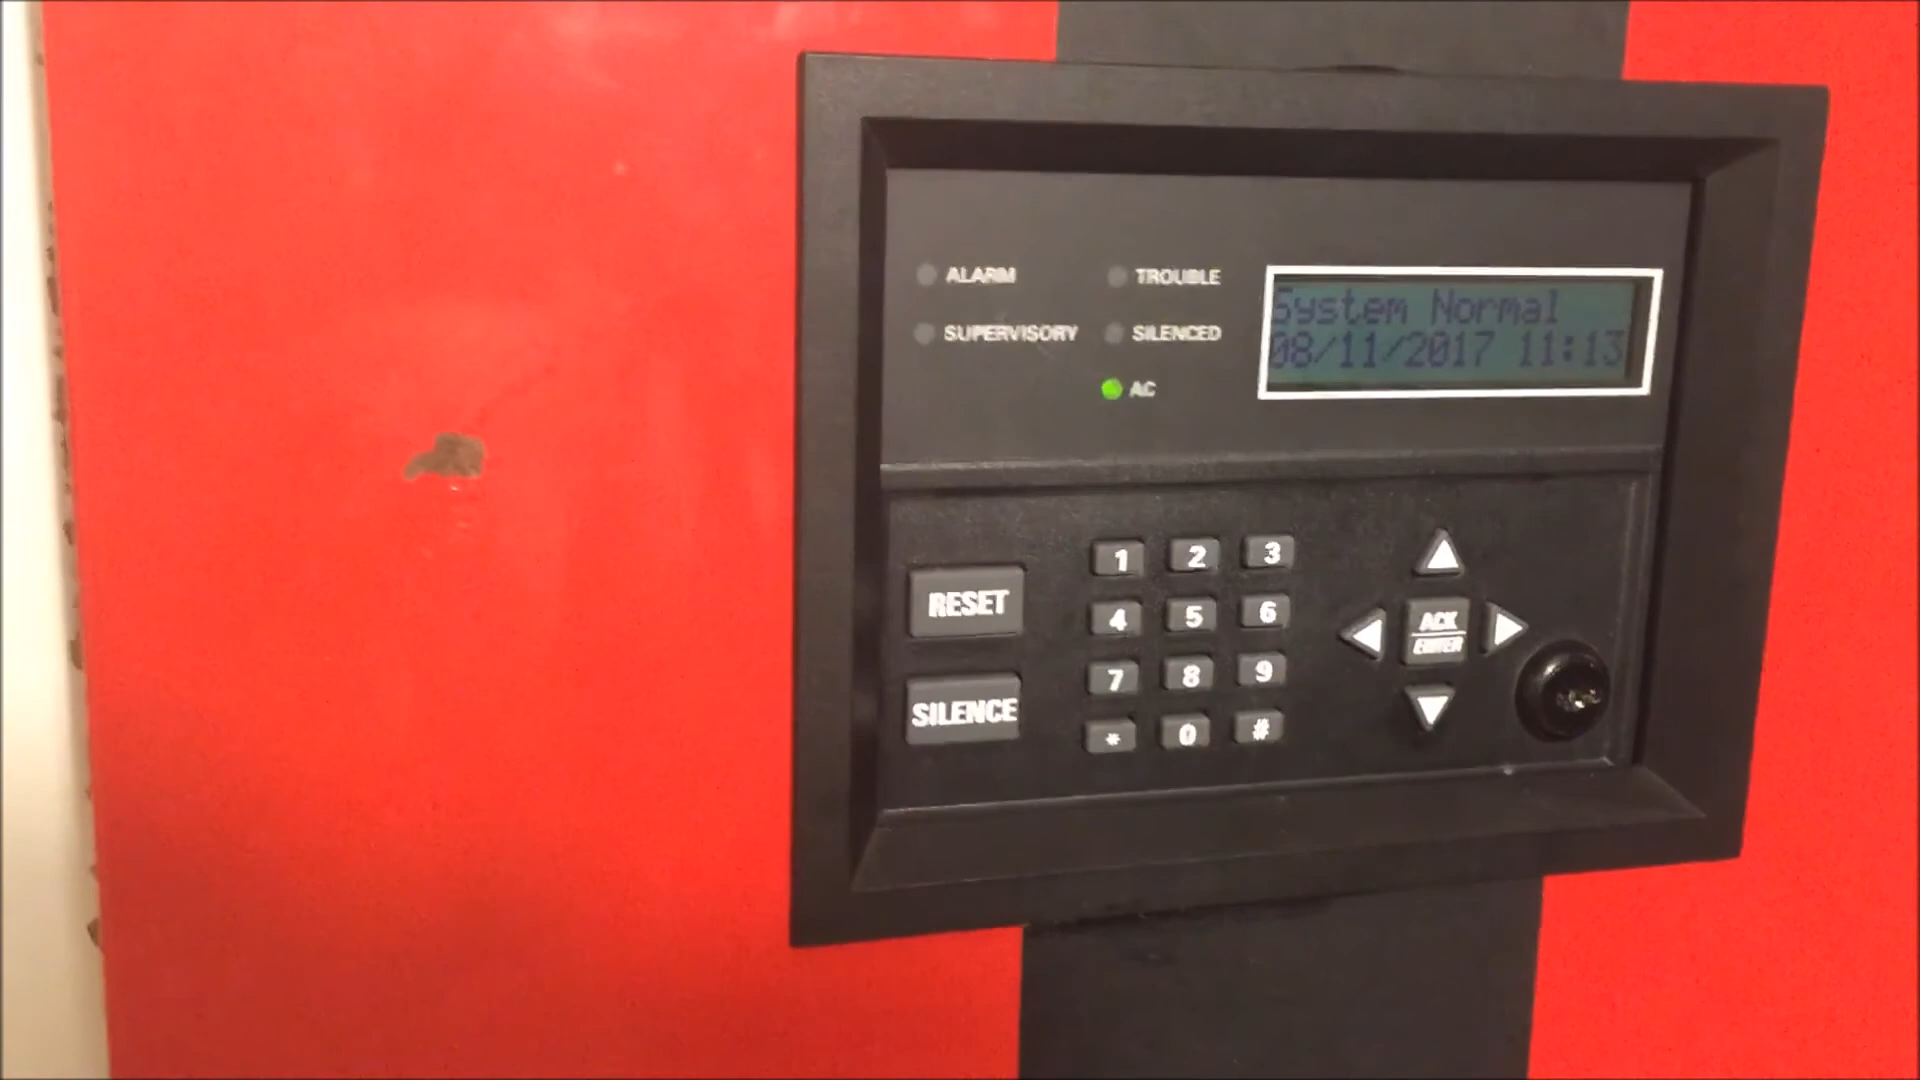 ALARM
TROUBLE
SUPERVISORY
SILENCED
AC
System Normal
08/11/2017 11:13
RESET
SILENCE
1 2 3
4 5 6
7 8 9
* 0 #
ACK
ENTER